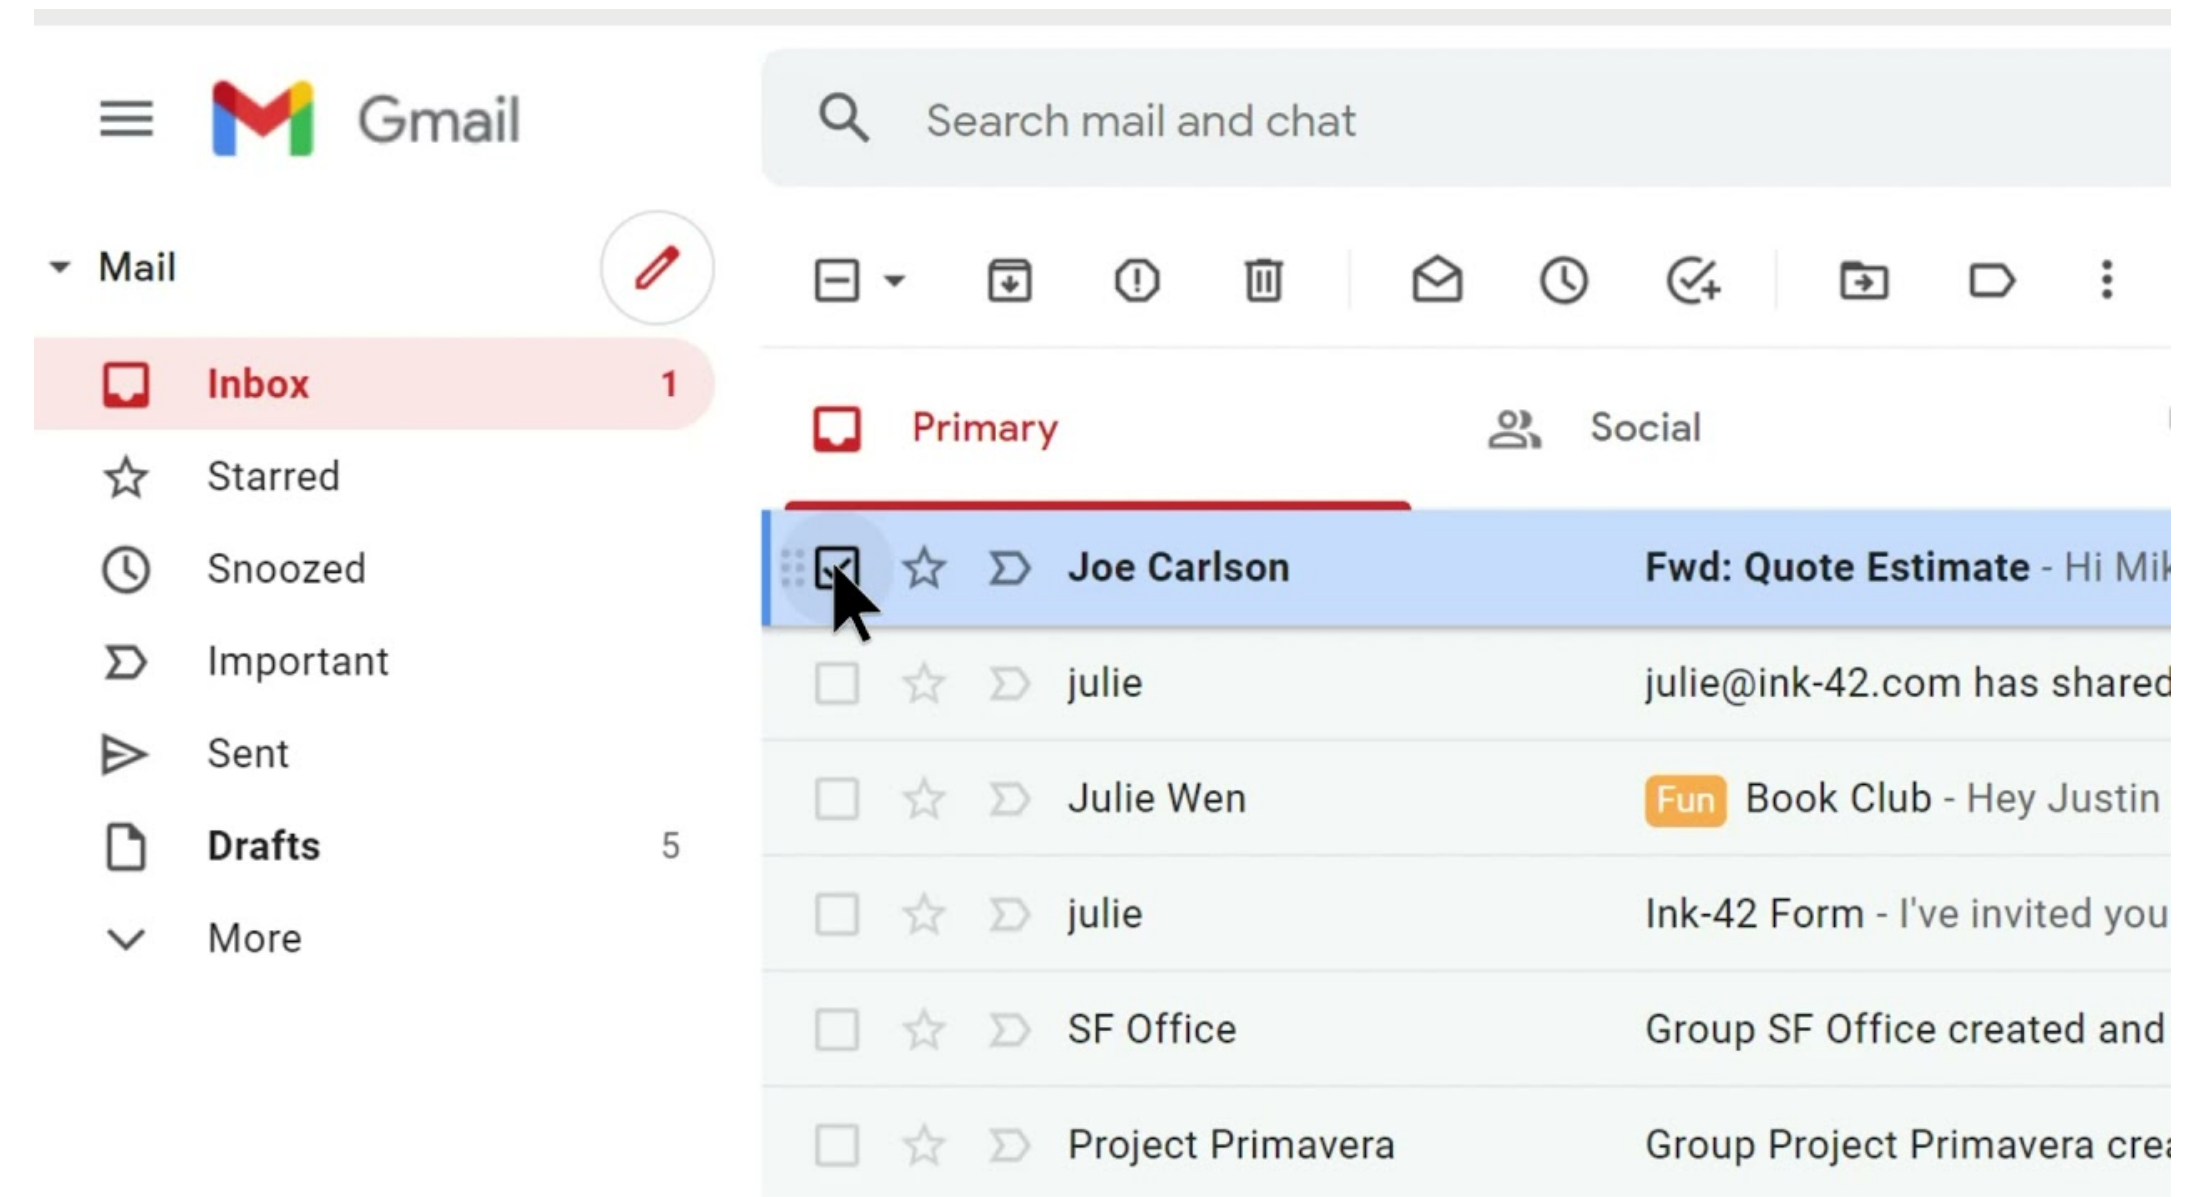 Gmail
Search mail and chat
Mail
Inbox 1
Starred
Snoozed
Important
Sent
Drafts 5
More
Primary
Social
Joe Carlson Fwd: Quote Estimate - Hi
julie julie@ink-42.com has shared
Julie Wen Fun Book Club - Hey Justin
julie Ink-42 Form - I've invited you
SF Office Group SF Office created and
Project Primavera Group Project Primavera